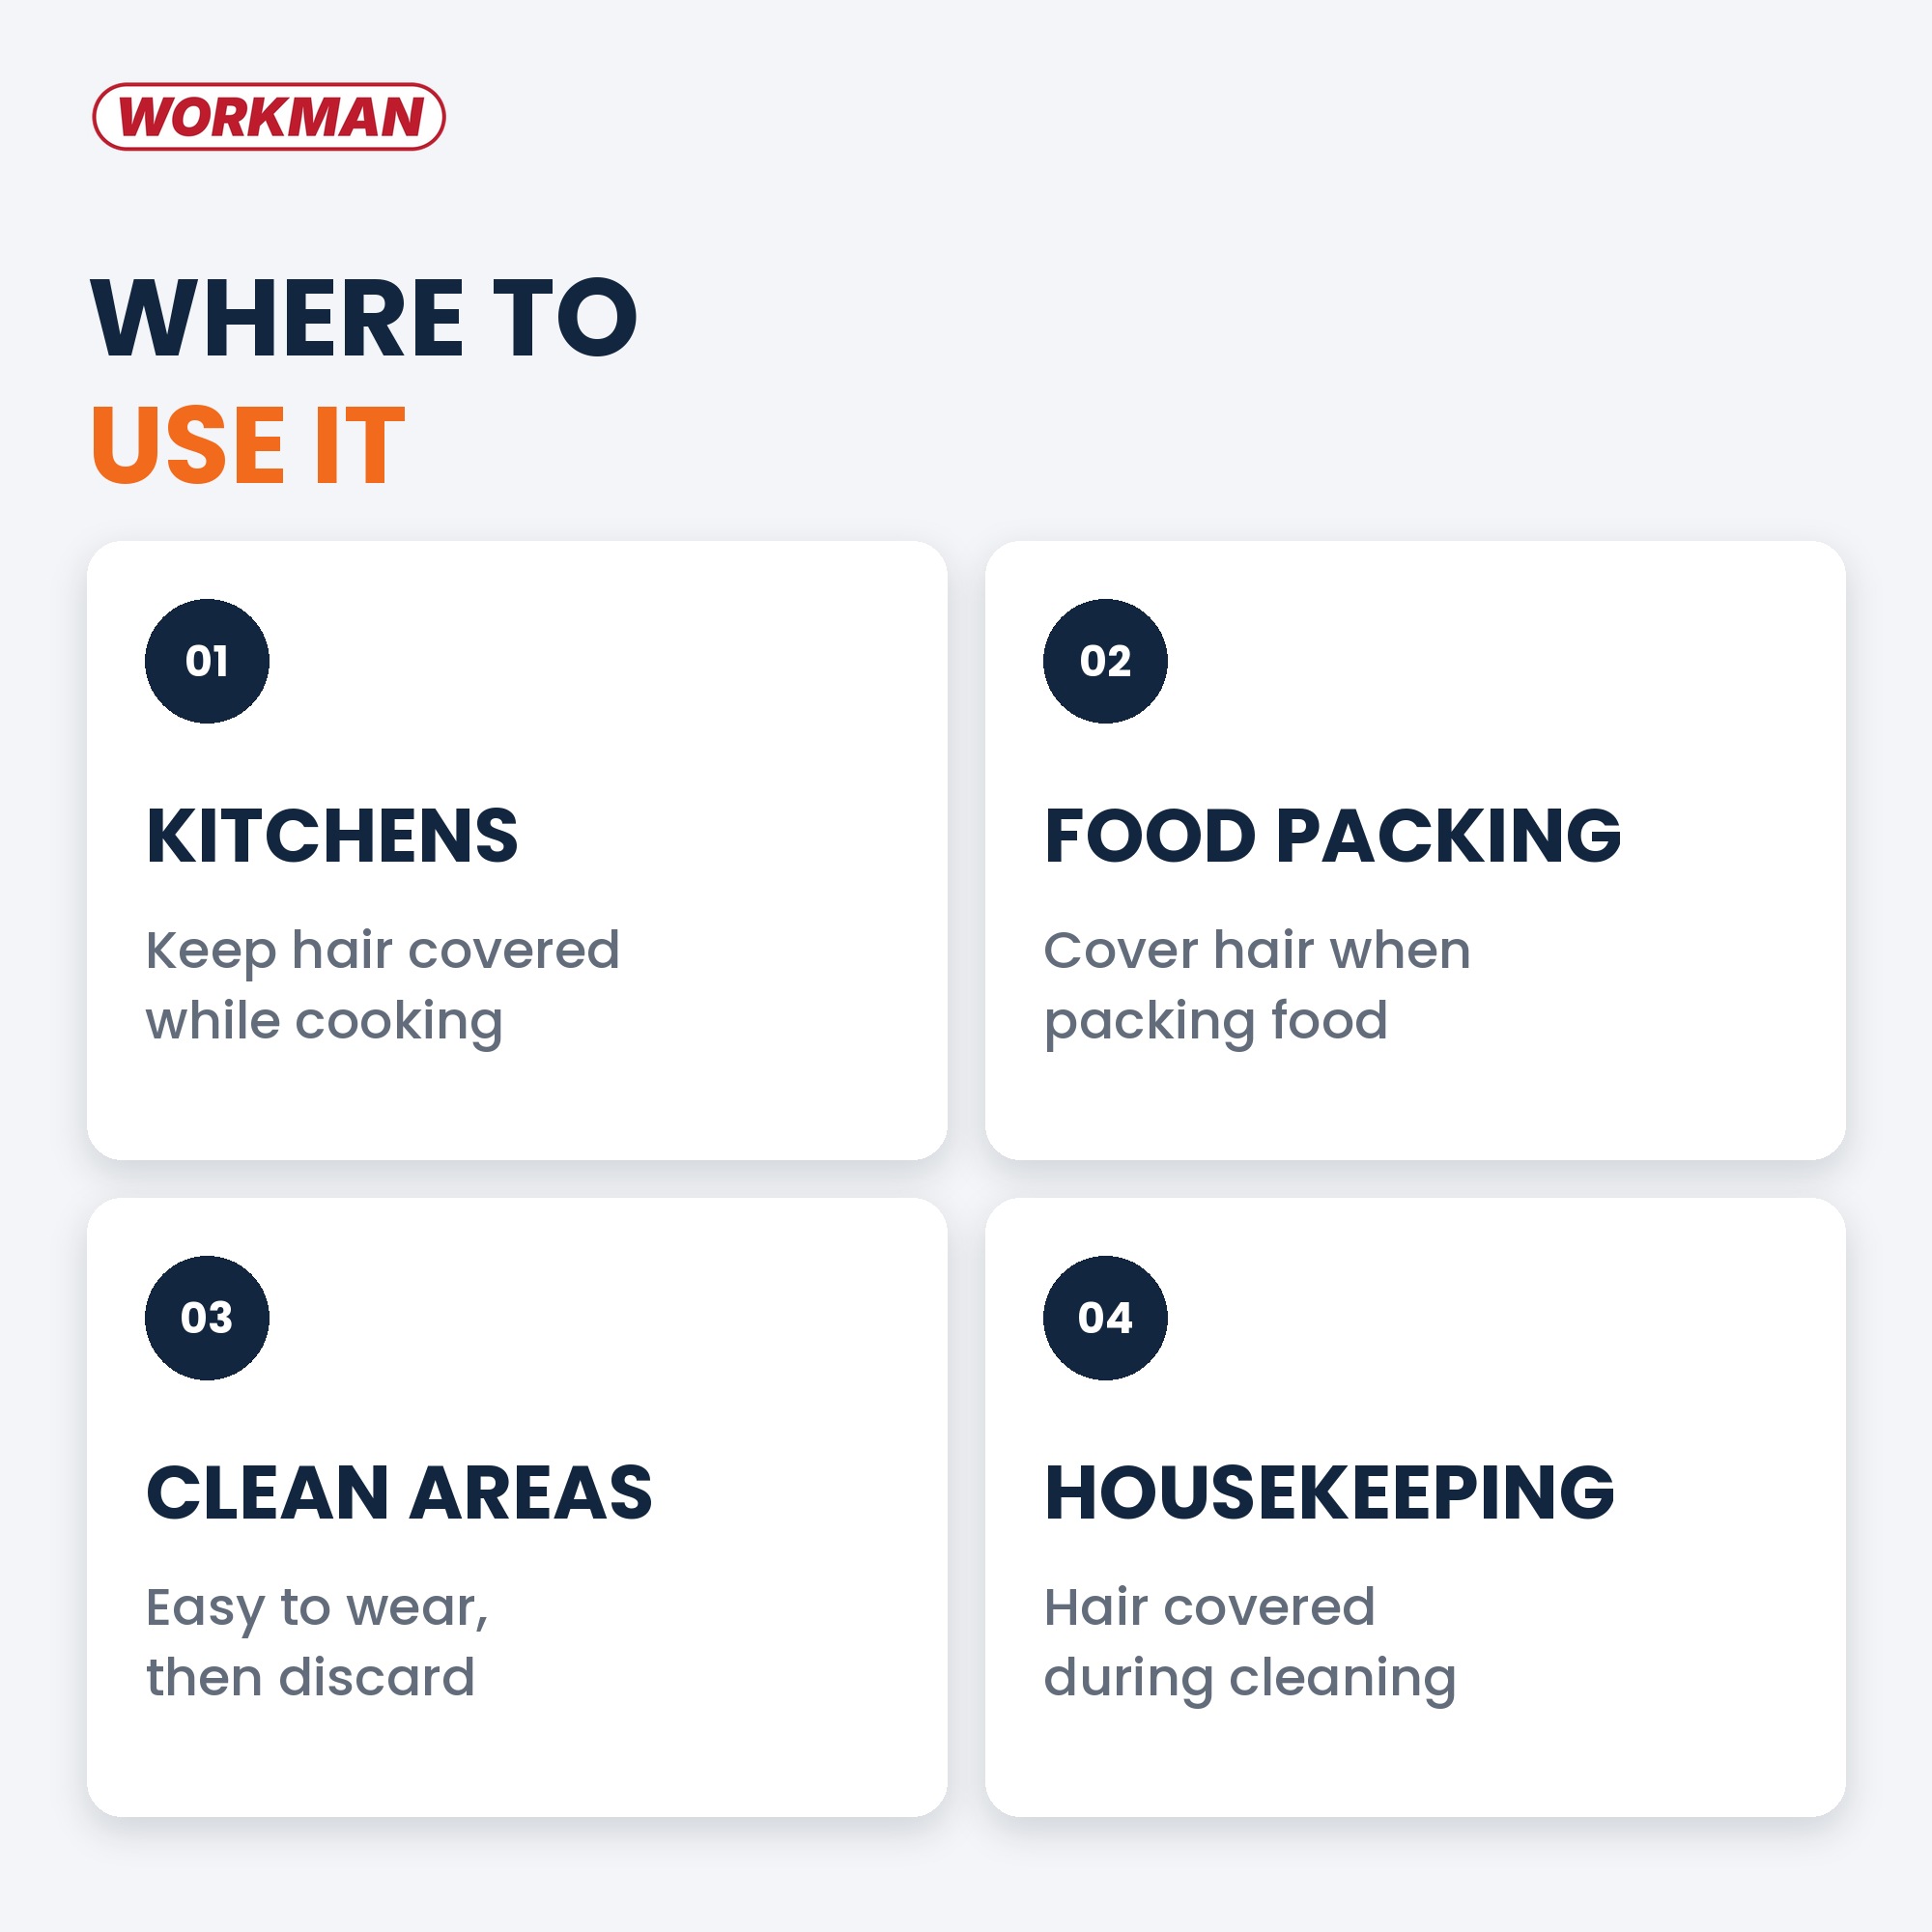 WORKMAN
WHERE TO
USE IT
01
KITCHENS
Keep hair covered
while cooking
02
FOOD PACKING
Cover hair when
packing food
03
CLEAN AREAS
Easy to wear,
then discard
04
HOUSEKEEPING
Hair covered
during cleaning